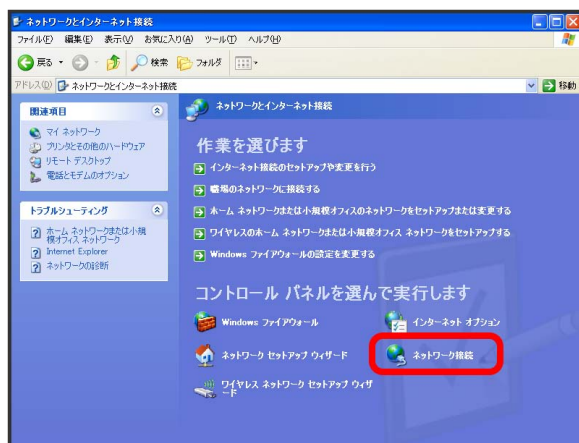 ネットワークとインターネット接続
ファイル(F) 編集(E) 表示(V) お気に入り(A) ツール(T) ヘルプ(H)
戻る 検索 フォルダ
アドレス(D) ネットワークとインターネット接続 移動
関連項目
マイ ネットワーク
プリンタとその他のハードウェア
リモート デスクトップ
電話とモデムのオプション
トラブルシューティング
ホーム ネットワークまたは小規
模オフィス ネットワーク
Internet Explorer
ネットワークの診断
ネットワークとインターネット接続
作業を選びます
インターネット接続のセットアップや変更を行う
職場のネットワークに接続する
ホーム ネットワークまたは小規模オフィスのネットワークをセットアップまたは変更する
ワイヤレスのホーム ネットワークまたは小規模オフィス ネットワークをセットアップする
Windows ファイアウォールの設定を変更する
コントロール パネルを選んで実行します
Windows ファイアウォール
インターネット オプション
ネットワーク セットアップ ウィザード
ネットワーク接続
ワイヤレス ネットワーク セットアップ ウィザ
ード